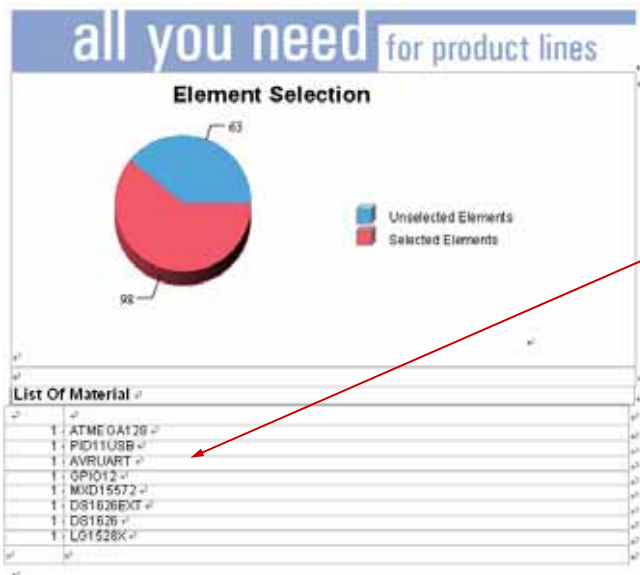 all you need for product lines
Element Selection
63
Unselected Elements
Selected Elements
98
List Of Material
1 ATMEGA128
1 PID11USB
1 AVRUART
1 GPIO12
1 MXD15572
1 DS1626EXT
1 DS1626
1 LG1528X